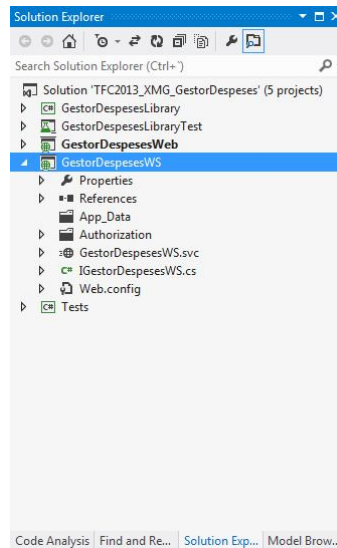 Solution Explorer
Search Solution Explorer (Ctrl+`)
Solution 'TFC2013_XMG_GestorDespeses' (5 projects)
GestorDespesesLibrary
GestorDespesesLibraryTest
GestorDespesesWeb
GestorDespesesWS
Properties
References
App_Data
Authorization
GestorDespesesWS.svc
IGestorDespesesWS.cs
Web.config
Tests
Code Analysis Find and Re... Solution Exp... Model Brow...